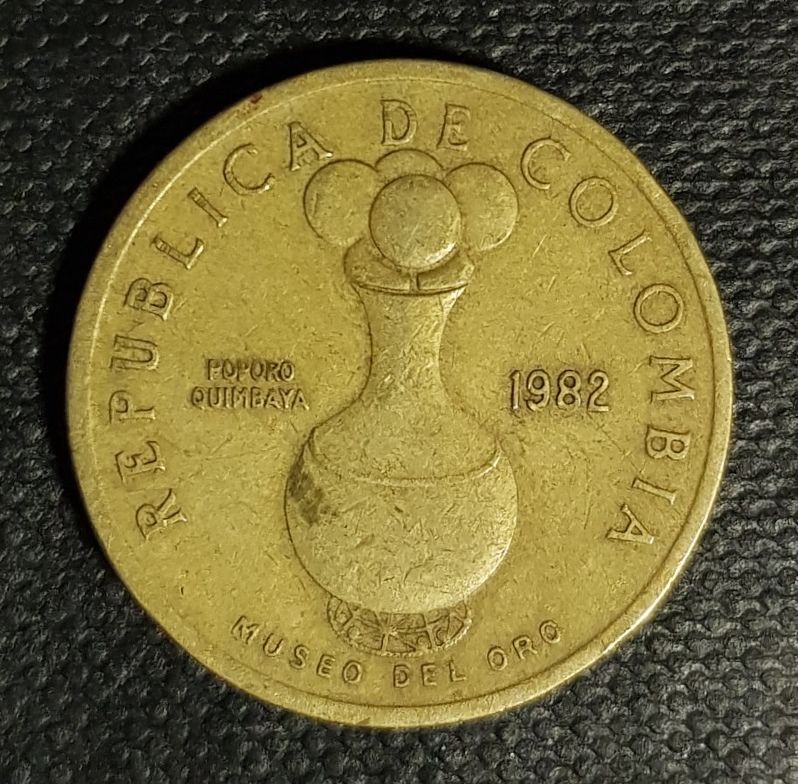 REPUBLICA DE COLOMBIA
POPORO
QUIMBAYA
1982
MUSEO DEL ORO